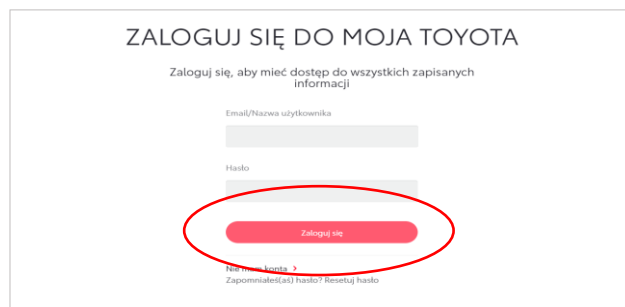 ZALOGUJ SIĘ DO MOJA TOYOTA
Zaloguj się, aby mieć dostęp do wszystkich zapisanych
informacji
Email/Nazwa użytkownika
Hasło
Zaloguj się
Nie mam konta >
Zapomniałeś(aś) hasło? Resetuj hasło